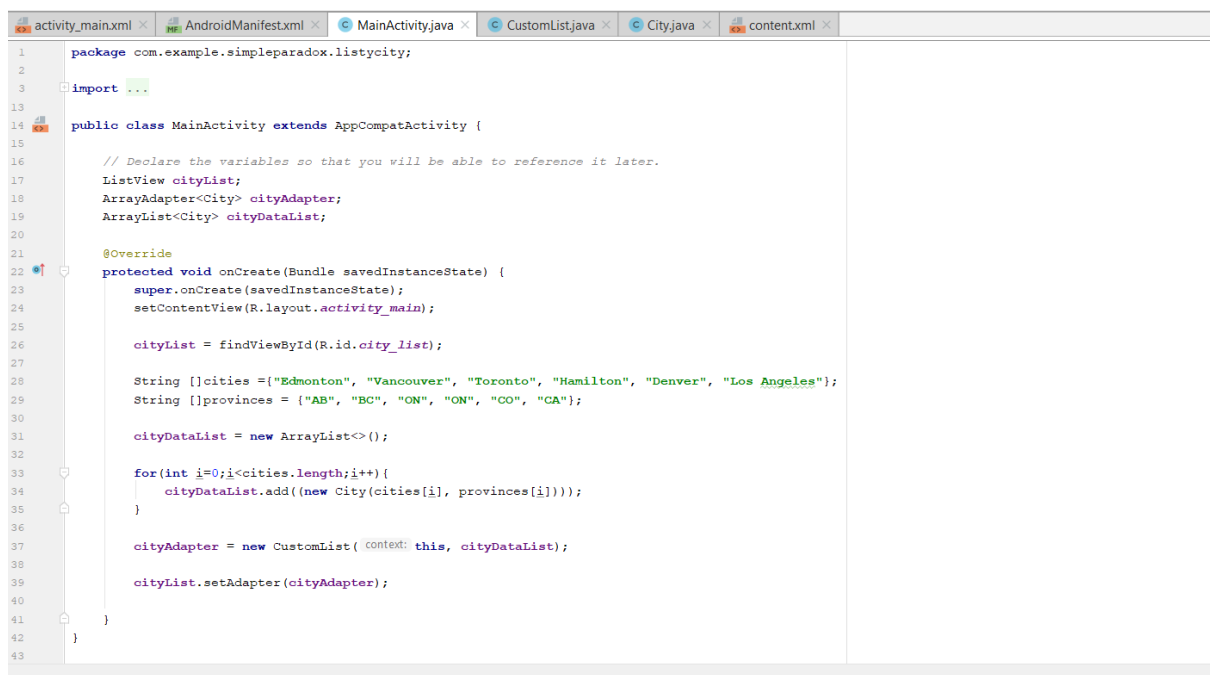 activity_main.xml × AndroidManifest.xml × MainActivity.java × CustomList.java × City.java × content.xml ×
1 package com.example.simpleparadox.listycity;
2
3 import ...
13
14 public class MainActivity extends AppCompatActivity {
15
16 // Declare the variables so that you will be able to reference it later.
17 ListView cityList;
18 ArrayAdapter<City> cityAdapter;
19 ArrayList<City> cityDataList;
20
21 @Override
22 protected void onCreate(Bundle savedInstanceState) {
23 super.onCreate(savedInstanceState);
24 setContentView(R.layout.activity_main);
25
26 cityList = findViewById(R.id.city_list);
27
28 String []cities ={"Edmonton", "Vancouver", "Toronto", "Hamilton", "Denver", "Los Angeles"};
29 String []provinces = {"AB", "BC", "ON", "ON", "CO", "CA"};
30
31 cityDataList = new ArrayList<>();
32
33 for(int i=0;i<cities.length;i++){
34 cityDataList.add((new City(cities[i], provinces[i])));
35 }
36
37 cityAdapter = new CustomList( context: this, cityDataList);
38
39 cityList.setAdapter(cityAdapter);
40
41 }
42 }
43